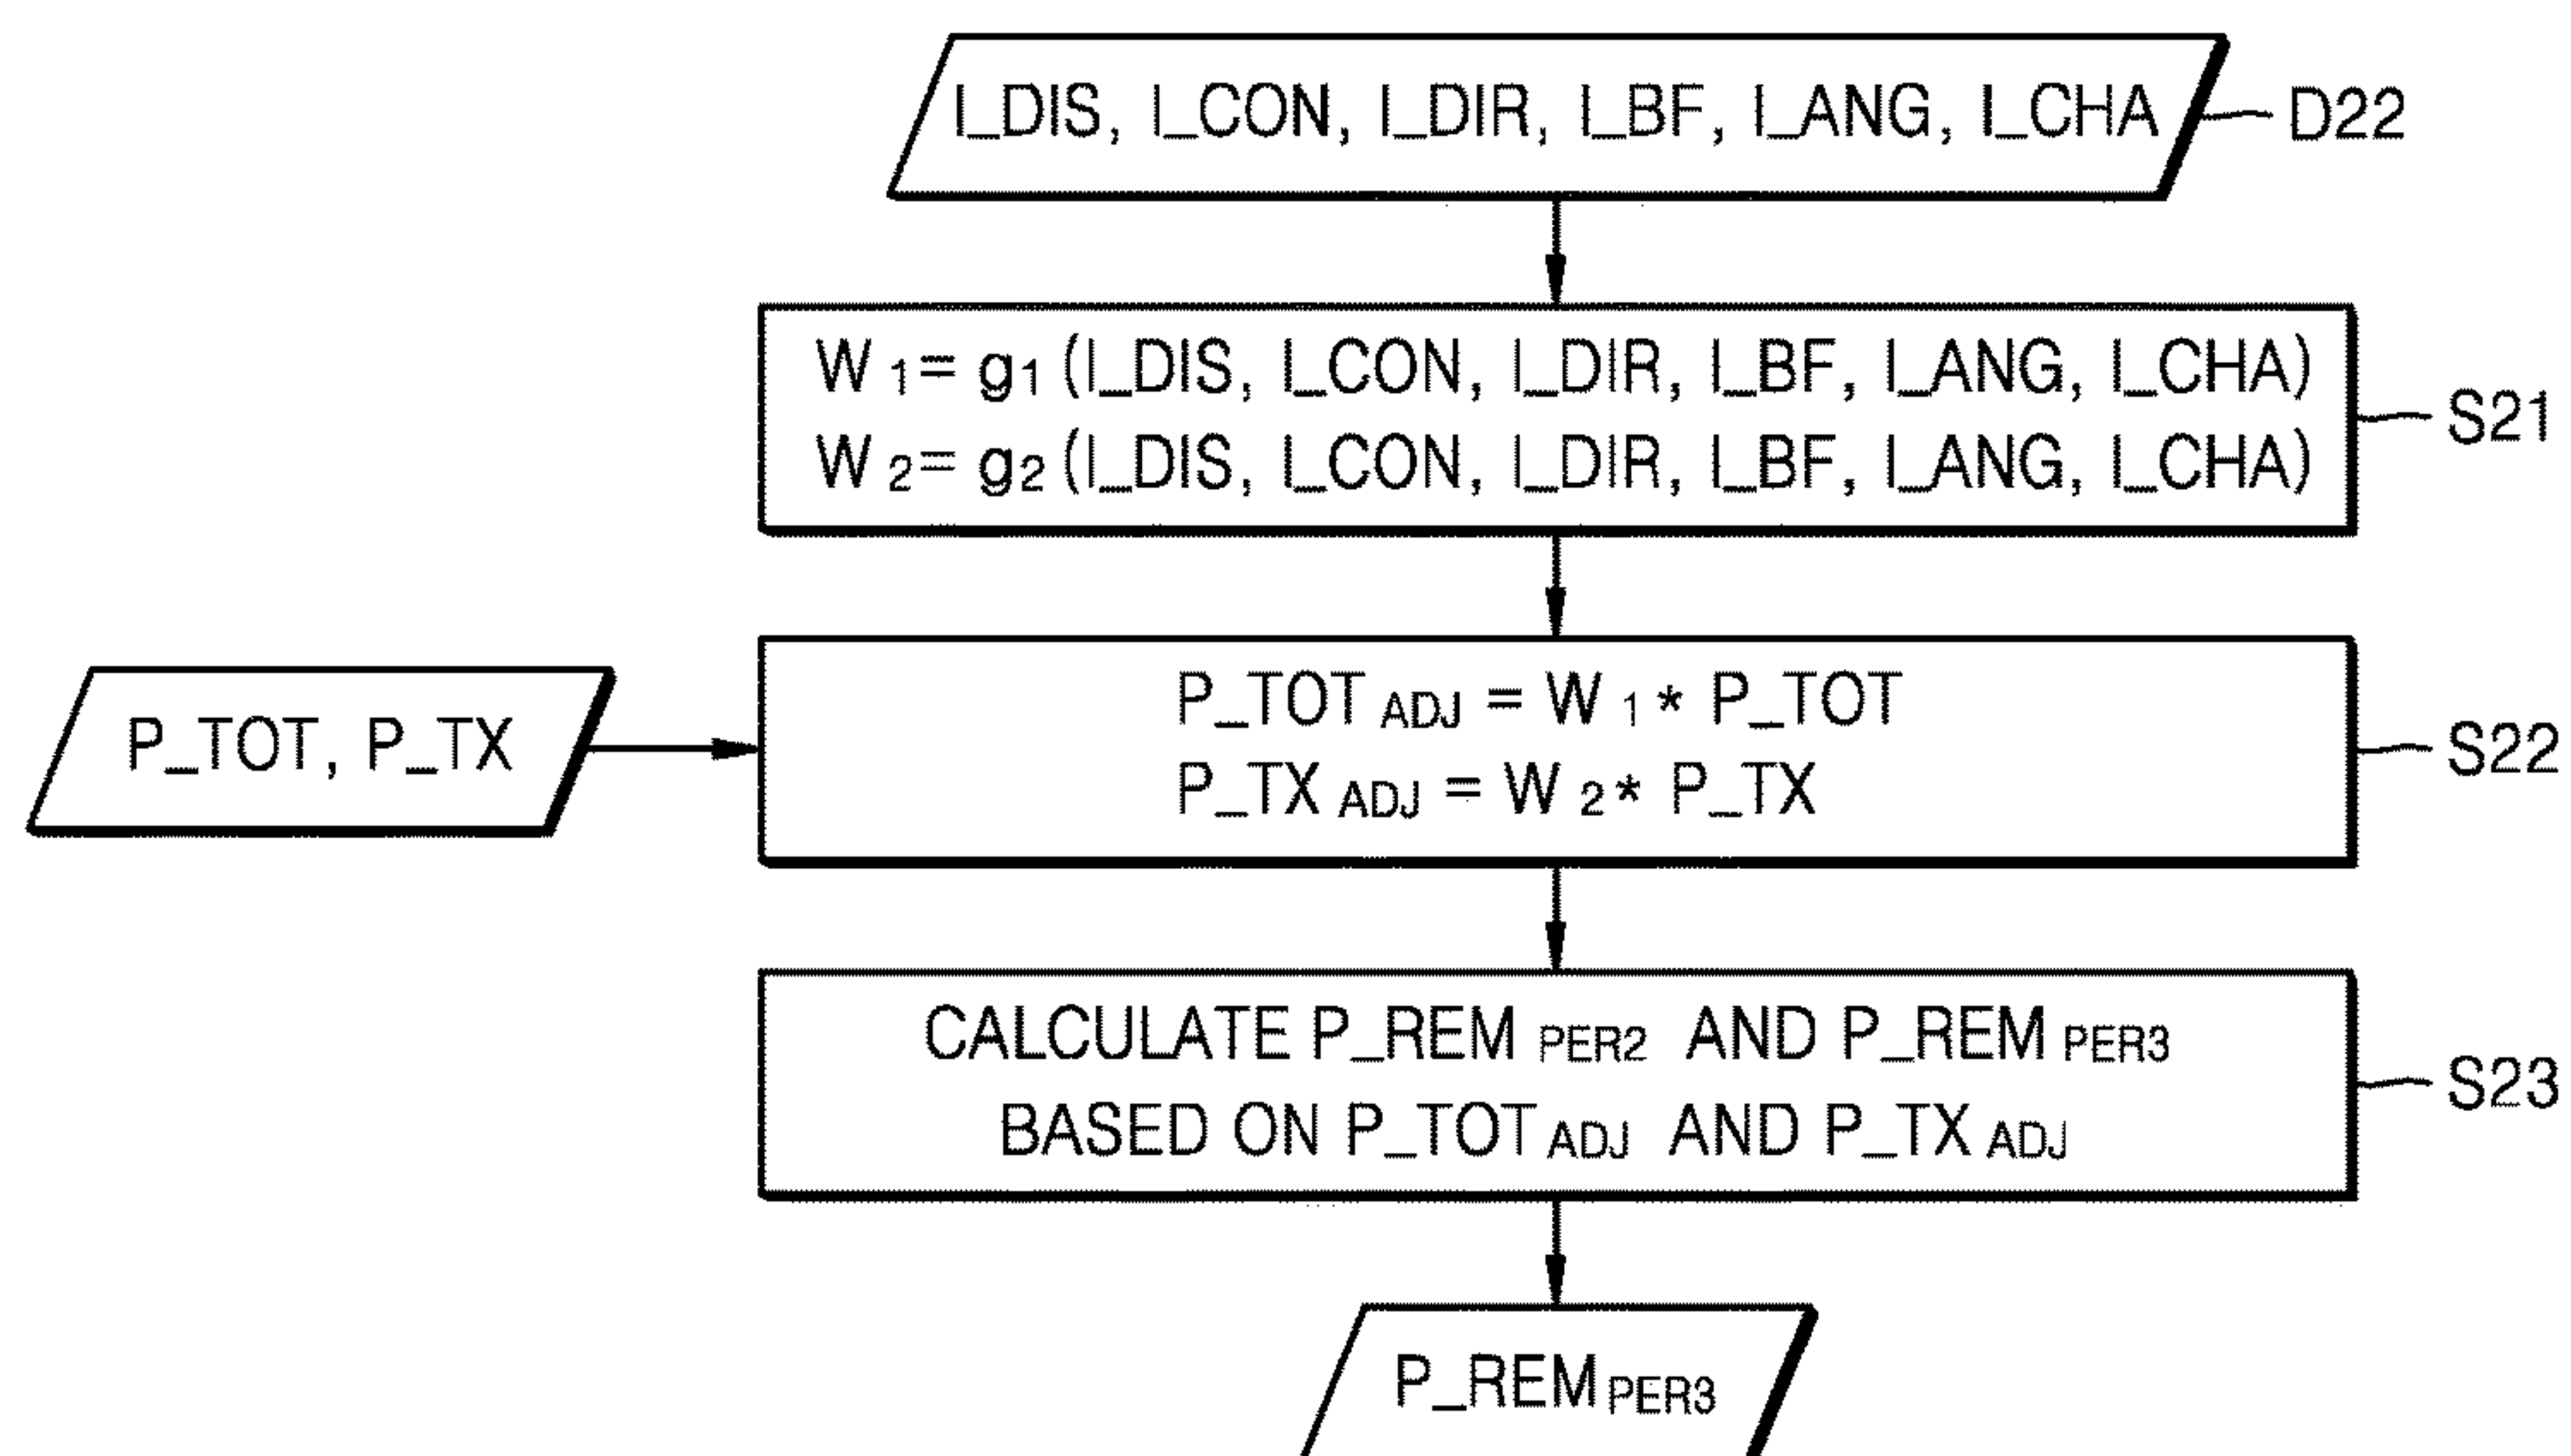 I_DIS, I_CON, I_DIR, I_BF, I_ANG, I_CHA
D22
W 1= g1 (I_DIS, I_CON, I_DIR, I_BF, I_ANG, I_CHA)
W 2= g2 (I_DIS, I_CON, I_DIR, I_BF, I_ANG, I_CHA)
S21
P_TOT, P_TX
P_TOT ADJ = W 1 * P_TOT
P_TX ADJ = W 2 * P_TX
S22
CALCULATE P_REM PER2 AND P_REM PER3
BASED ON P_TOT ADJ AND P_TX ADJ
S23
P_REM PER3